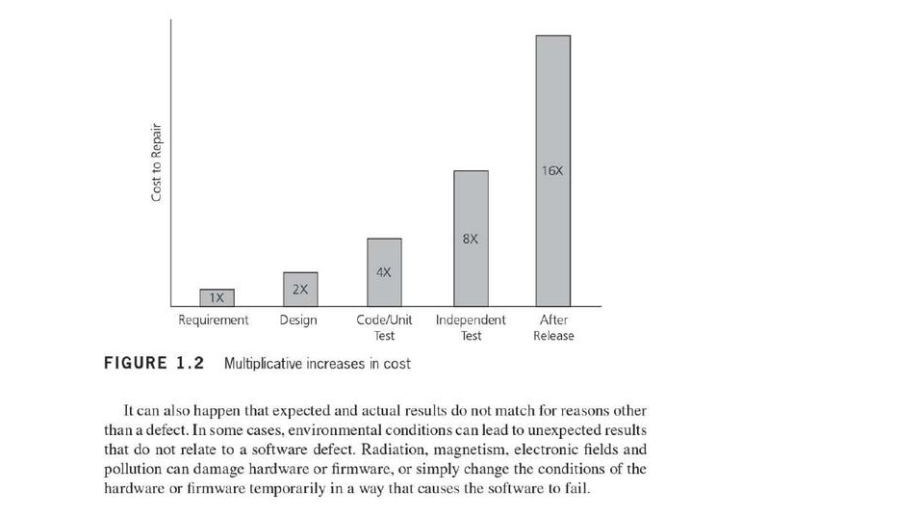 Cost to Repair
1X
2X
4X
8X
16X
Requirement
Design
Code/Unit
Test
Independent
Test
After
Release
FIGURE 1.2 Multiplicative increases in cost
It can also happen that expected and actual results do not match for reasons other
than a defect. In some cases, environmental conditions can lead to unexpected results
that do not relate to a software defect. Radiation, magnetism, electronic fields and
pollution can damage hardware or firmware, or simply change the conditions of the
hardware or firmware temporarily in a way that causes the software to fail.